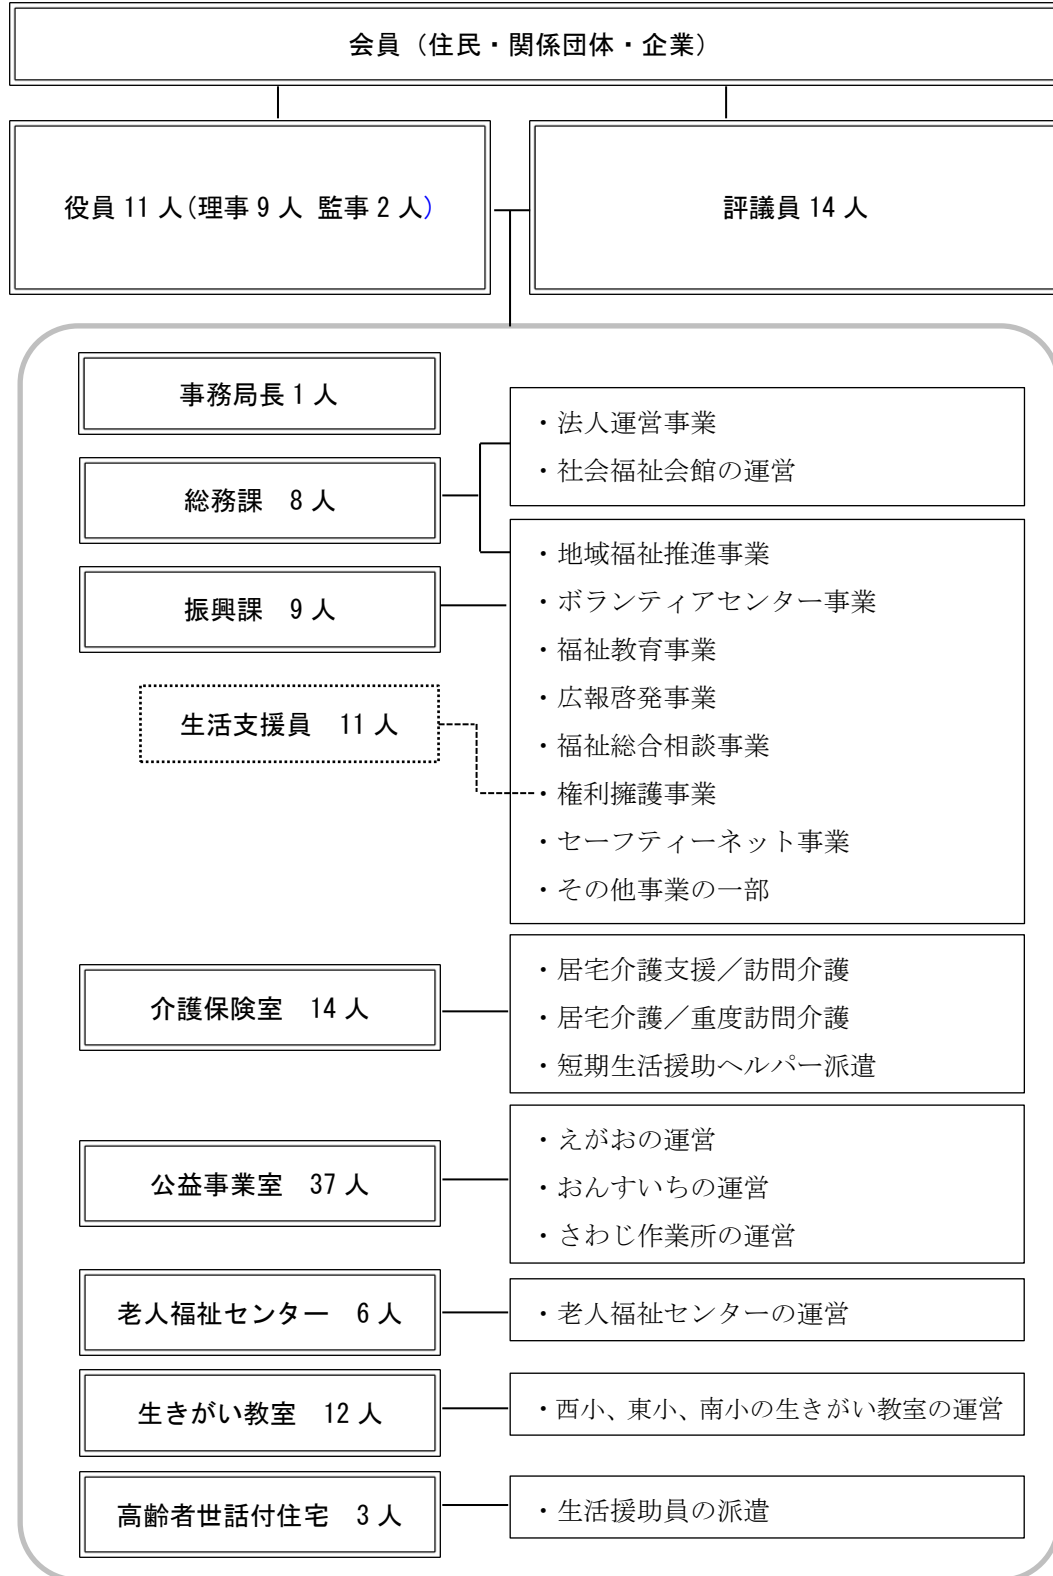 会員（住民・関係団体・企業）
役員 11 人（理事 9 人 監事 2 人）
評議員 14 人
事務局長 1 人
・法人運営事業
・社会福祉会館の運営
総務課 8 人
・地域福祉推進事業
・ボランティアセンター事業
・福祉教育事業
・広報啓発事業
・福祉総合相談事業
・権利擁護事業
・セーフティーネット事業
・その他事業の一部
振興課 9 人
生活支援員 11 人
介護保険室 14 人
・居宅介護支援／訪問介護
・居宅介護／重度訪問介護
・短期生活援助ヘルパー派遣
公益事業室 37 人
・えがおの運営
・おんすいちの運営
・さわじ作業所の運営
老人福祉センター 6 人
・老人福祉センターの運営
生きがい教室 12 人
・西小、東小、南小の生きがい教室の運営
高齢者世話付住宅 3 人
・生活援助員の派遣